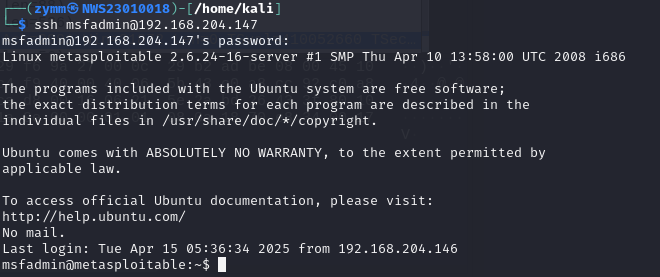 (zymm㉿NWS23010018)-[/home/kali]
$ ssh msfadmin@192.168.204.147
msfadmin@192.168.204.147's password:
Linux metasploitable 2.6.24-16-server #1 SMP Thu Apr 10 13:58:00 UTC 2008 i686
The programs included with the Ubuntu system are free software;
the exact distribution terms for each program are described in the
individual files in /usr/share/doc/*/copyright.
Ubuntu comes with ABSOLUTELY NO WARRANTY, to the extent permitted by
applicable law.
To access official Ubuntu documentation, please visit:
http://help.ubuntu.com/
No mail.
Last login: Tue Apr 15 05:36:34 2025 from 192.168.204.146
msfadmin@metasploitable:~$